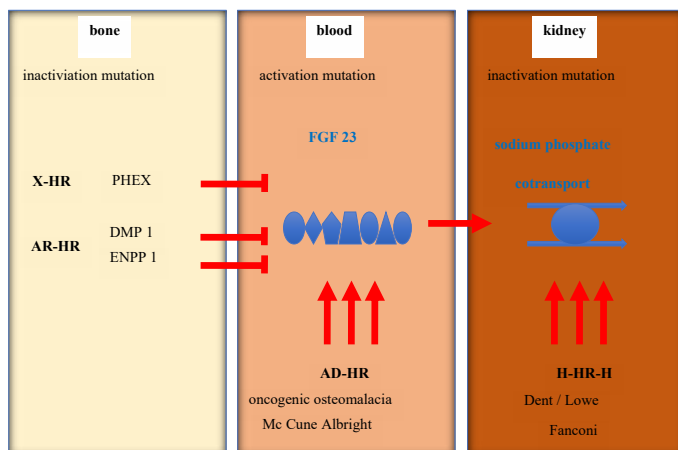 bone
inactiviation mutation
X-HR PHEX
AR-HR
DMP 1
ENPP 1
blood
activation mutation
FGF 23
AD-HR
oncogenic osteomalacia
Mc Cune Albright
kidney
inactivation mutation
sodium phosphate
cotransport
H-HR-H
Dent / Lowe
Fanconi